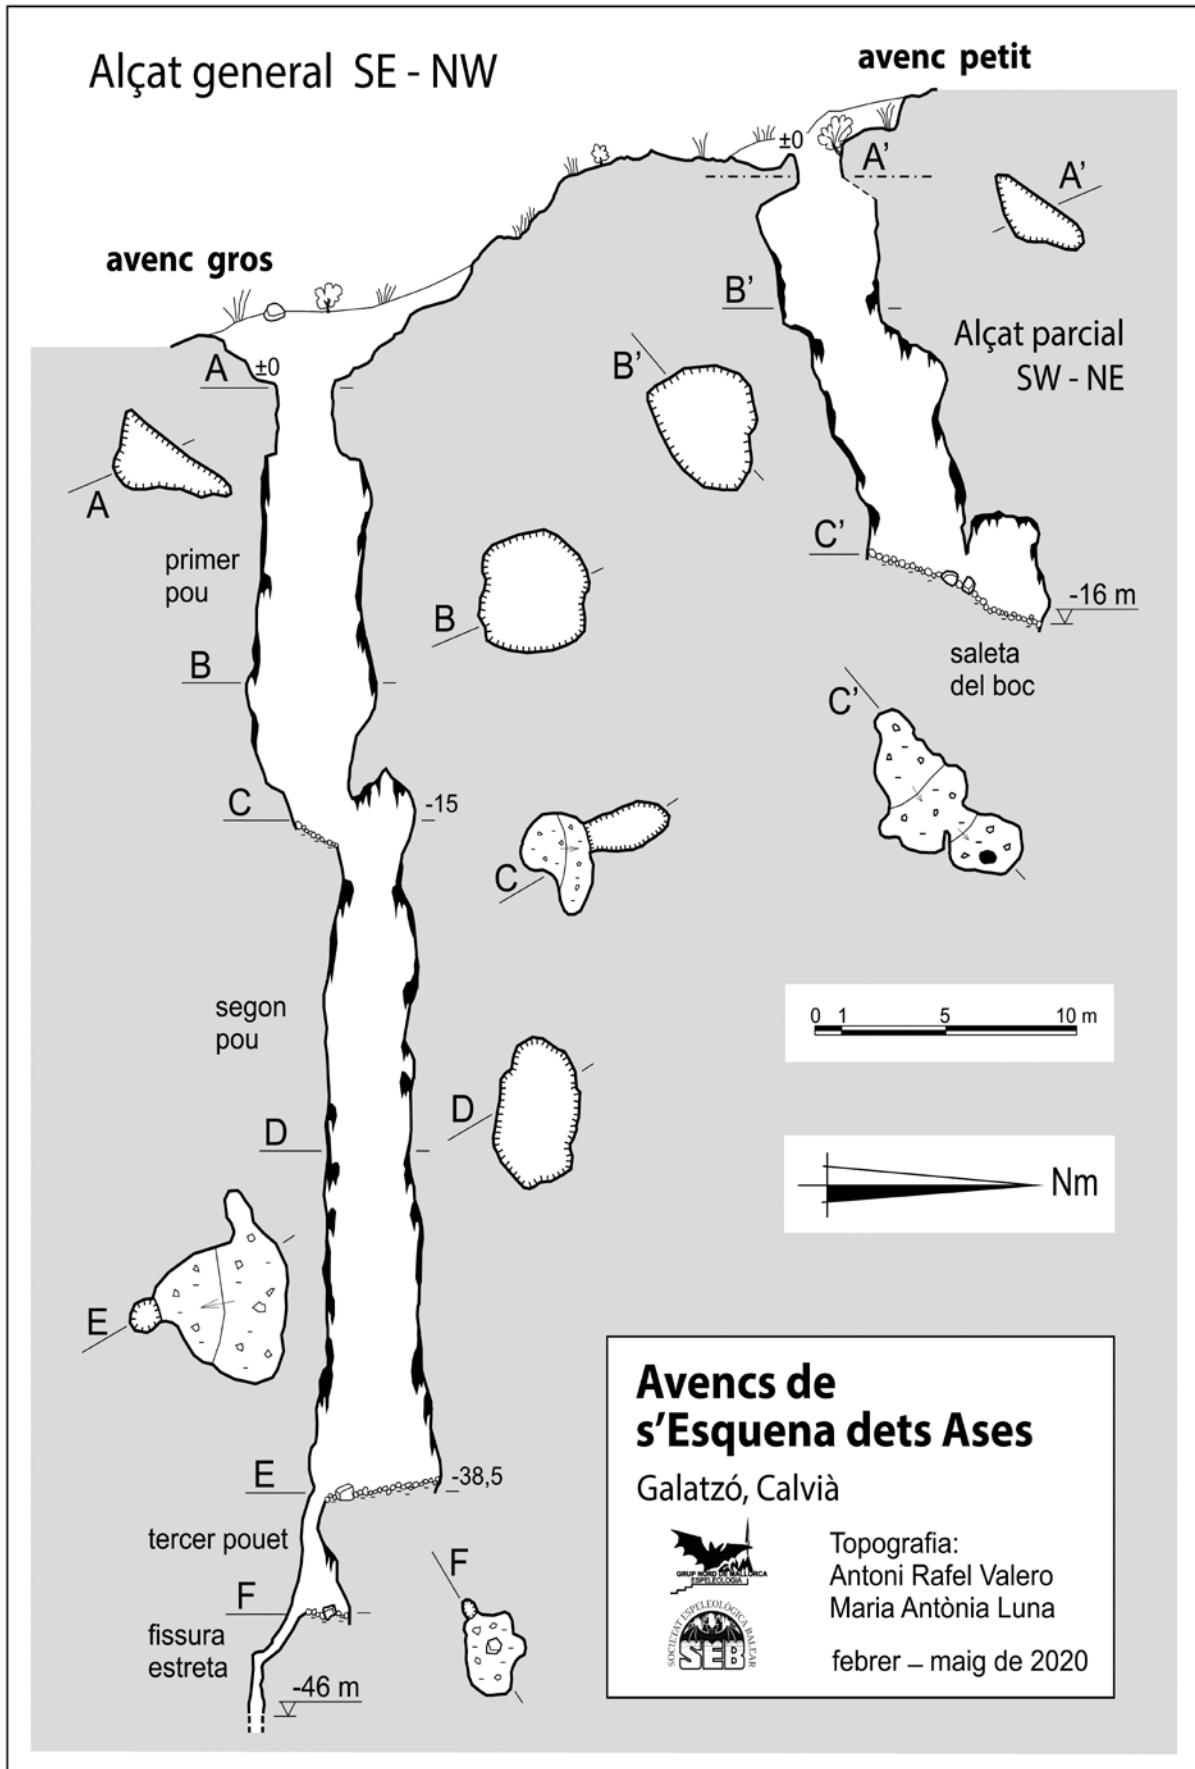 Alçat general SE - NW
avenc petit
±0
A'
A'
avenc gros
B'
Alçat parcial
SW - NE
A
±0
B'
A
primer
pou
C'
-16 m
B
B
saleta
del boc
C'
C
-15
C
segon
pou
0 1 5 10 m
D
D
Nm
E
Avencs de
s'Esquena dets Ases
E
-38,5
Galatzó, Calvià
tercer pouet
F
Topografia:
Antoni Rafel Valero
Maria Antònia Luna
GNM
GRUP NORD DE MALLORCA
ESPELEOLOGIA
F
fissura
estreta
SOCIETAT ESPELEOLÒGICA BALEAR
SEB
febrer – maig de 2020
-46 m